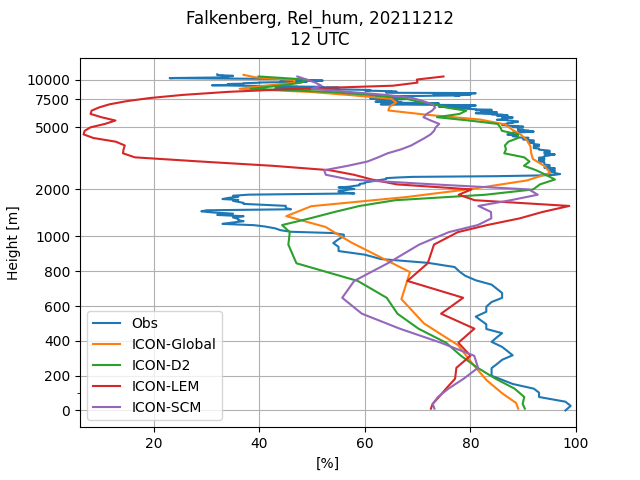 Falkenberg, Rel_hum, 20211212
12 UTC
10000
7500
5000
2000
1000
800
600
400
200
0
Height [m]
Obs
ICON-Global
ICON-D2
ICON-LEM
ICON-SCM
20 40 60 80 100
[%]